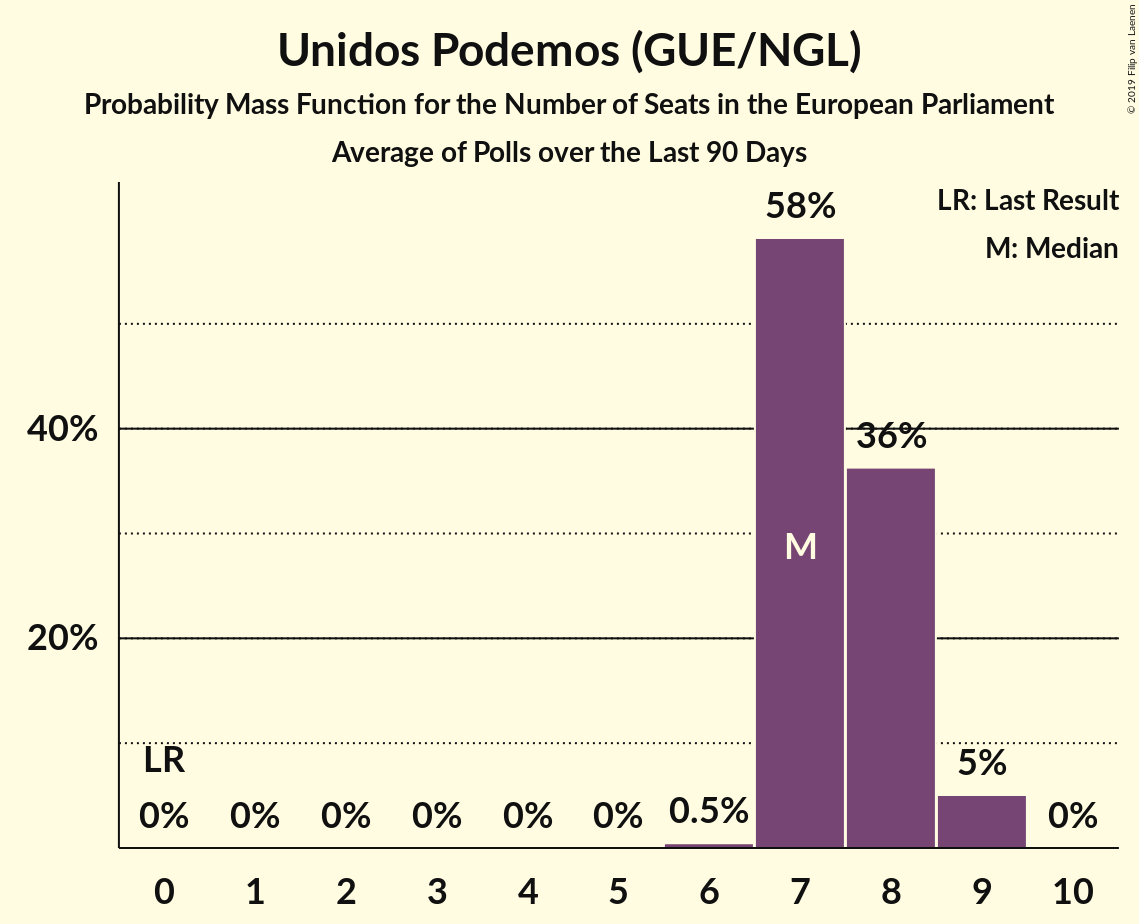 Unidos Podemos (GUE/NGL)
Probability Mass Function for the Number of Seats in the European Parliament
Average of Polls over the Last 90 Days
© 2019 Filip van Laenen
LR: Last Result
M: Median
58%
40%
36%
M
20%
LR
5%
0% 0% 0% 0% 0% 0% 0.5% 0%
0 1 2 3 4 5 6 7 8 9 10